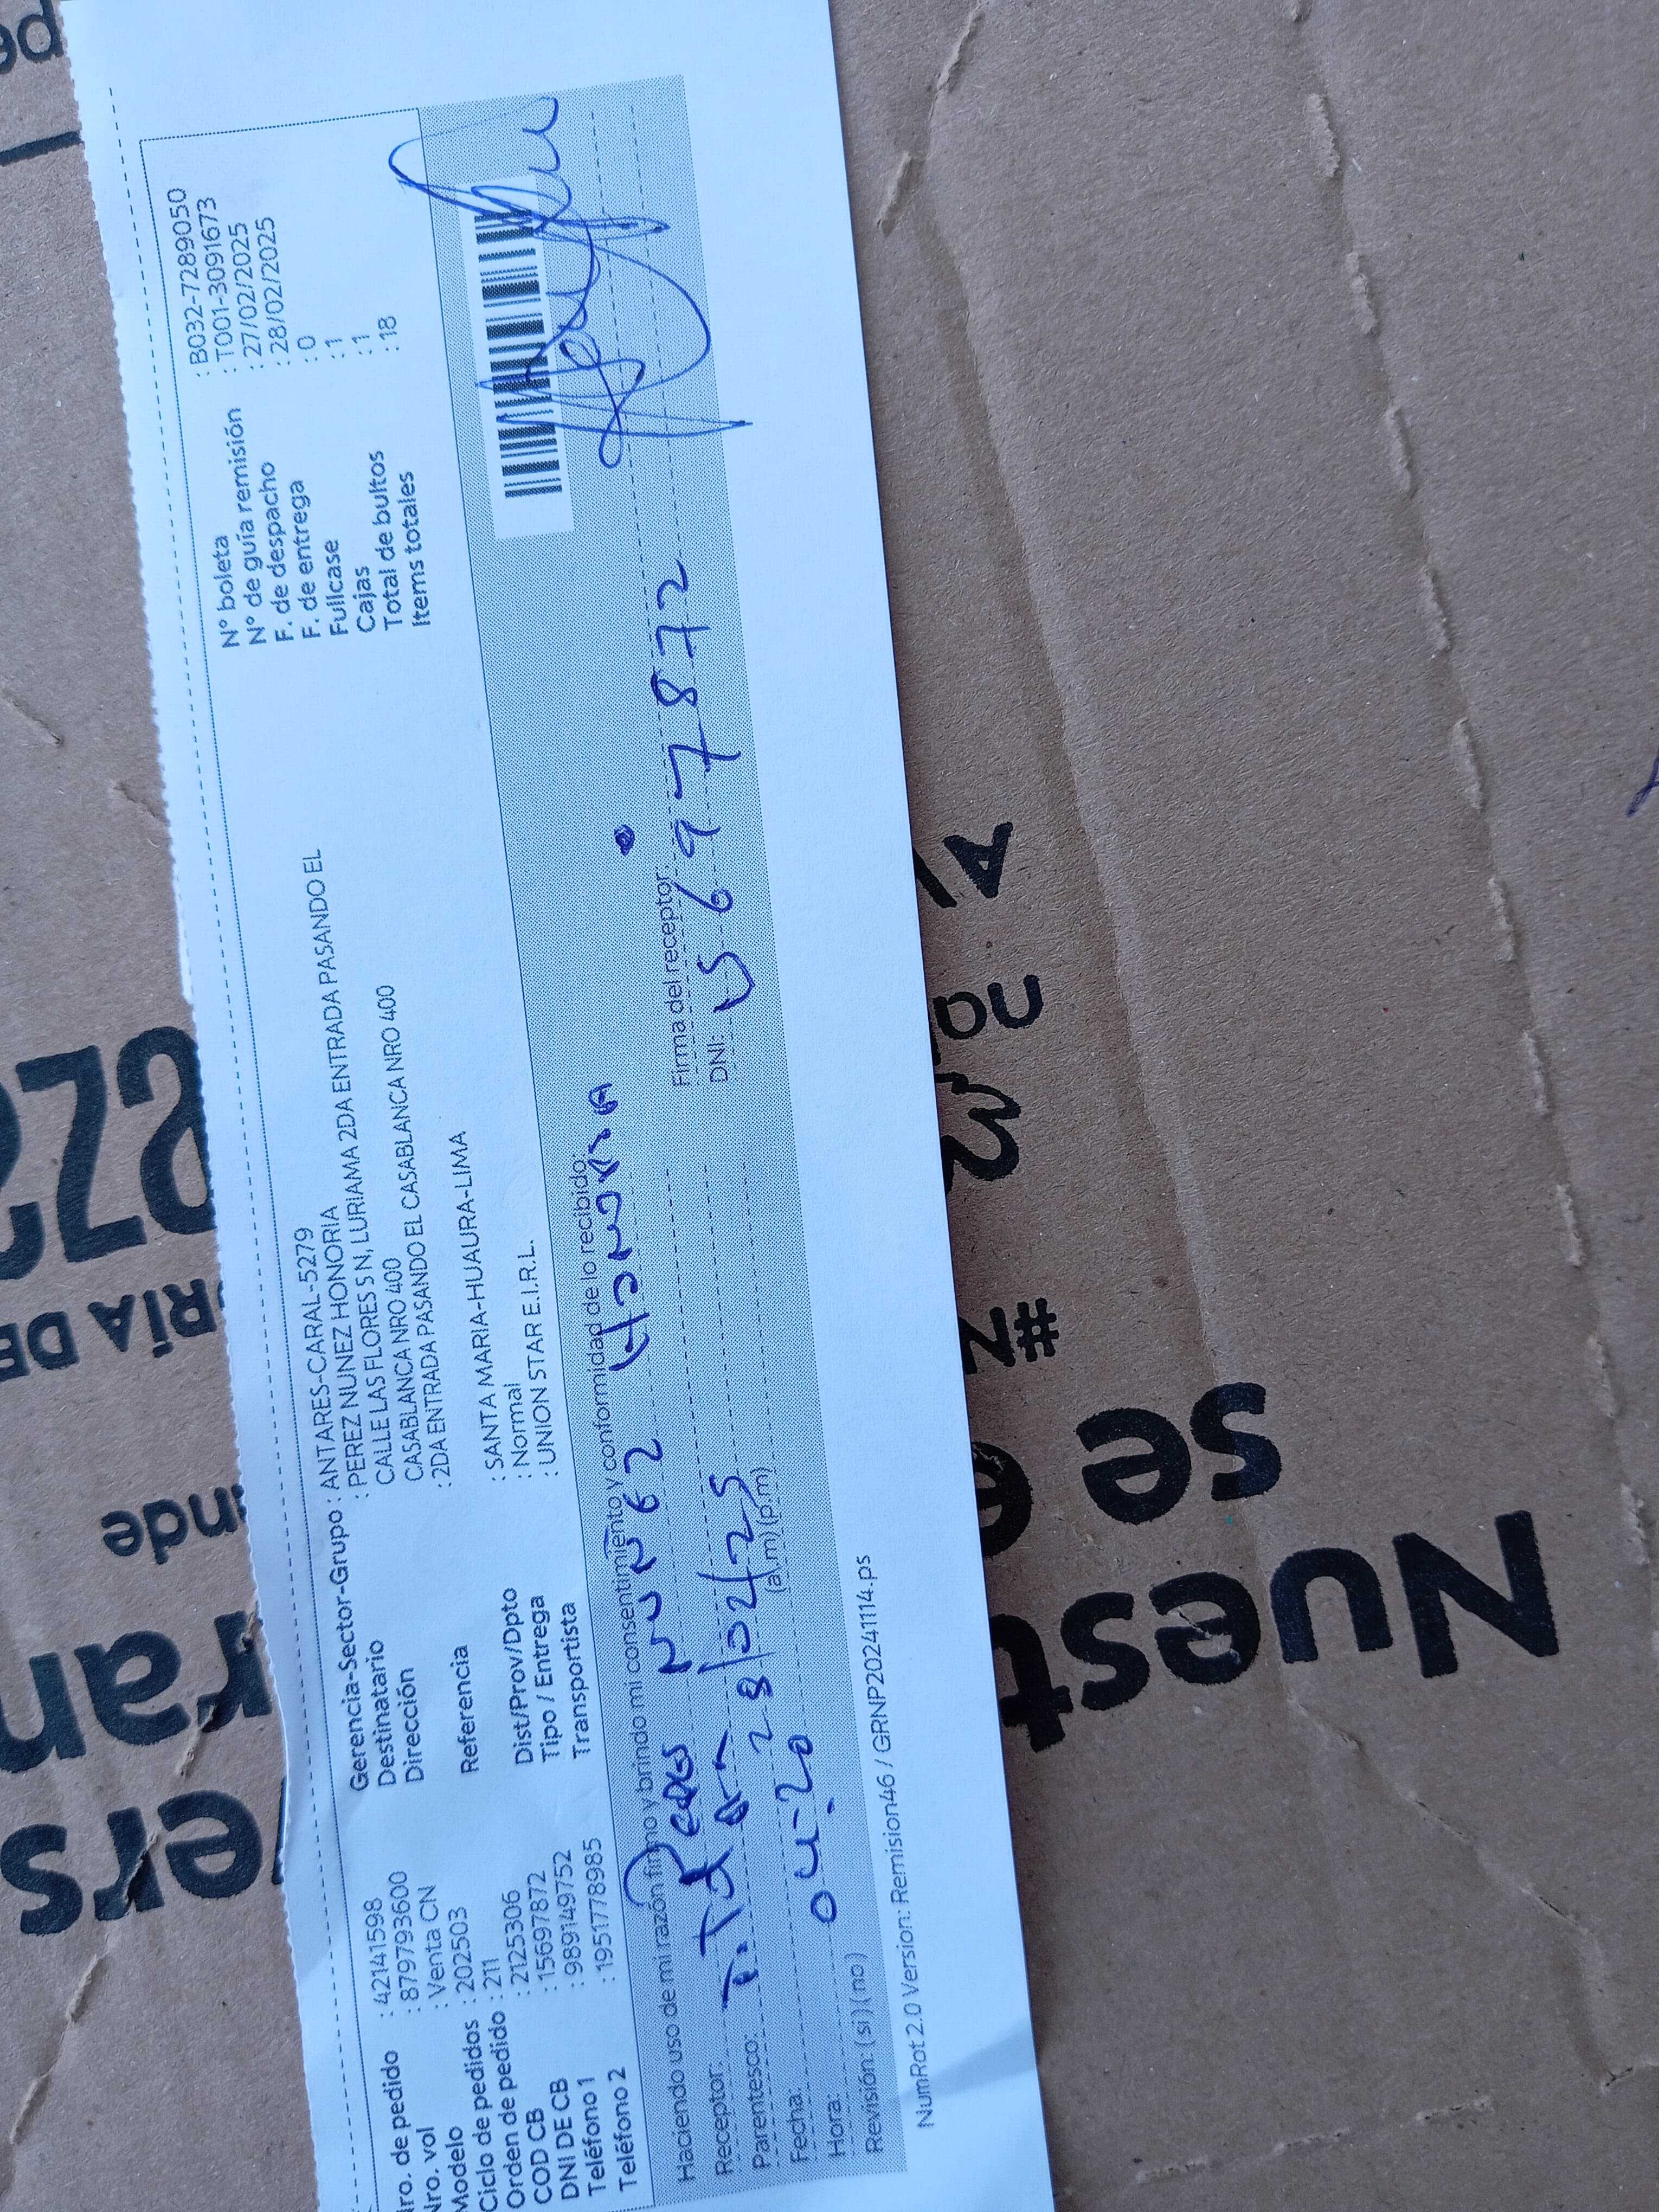 Nro. de pedido : 42141598
Nro. vol : 879793600
Modelo : Venta CN
Ciclo de pedidos : 202503
Orden de pedido : 211
COD CB : 2125306
DNI DE CB : 15697872
Teléfono 1 : 989149752
Teléfono 2 : 195177898​5
Gerencia-Sector-Grupo : ANTARES-CARAL-5279
Destinatario : PEREZ NUNEZ HONORIA
Dirección CALLE LAS FLORES S N, LURIAMA 2DA ENTRADA PASANDO EL
CASABLANCA NRO 400
Referencia : 2DA ENTRADA PASANDO EL CASABLANCA NRO 400
Dist/Prov/Dpto : SANTA MARIA-HUAURA-LIMA
Tipo / Entrega : Normal
Transportista : UNION STAR E.I.R.L.
N° boleta : B032-7289050
N° de guía remisión : T001-3091673
F. de despacho : 27/02/2025
F. de entrega : 28/02/2025
Fullcase : 0
Cajas : 1
Total de bultos : 1
Items totales : 18
Haciendo uso de mi razón firmo y brindo mi consentimiento y conformidad de lo recibido:
Receptor: Perez Nuñez Honoria
Parentesco: Titular
Fecha: 28/02/25
Hora: 04:20 (a.m) (p.m)
Revisión: (si) (no)
Firma del receptor:
DNI: 15697872
NumRot 2.0 Version: Remision46 / GRNP20241114.ps
Nuest
se
#N